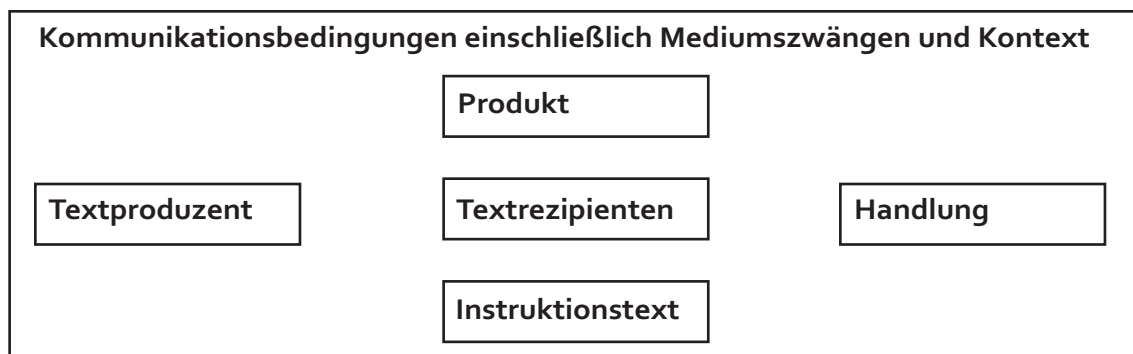 Kommunikationsbedingungen einschließlich Mediumszwängen und Kontext
Produkt
Textproduzent
Textrezipienten
Handlung
Instruktionstext